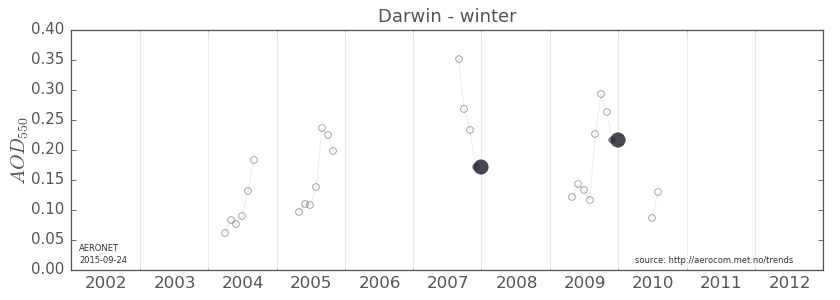 Darwin - winter
0.40
0.35
0.30
0.25
0.20
0.15
0.10
0.05
0.00
AOD550
AERONET
2015-09-24
source: http://aerocom.met.no/trends
2002 2003 2004 2005 2006 2007 2008 2009 2010 2011 2012